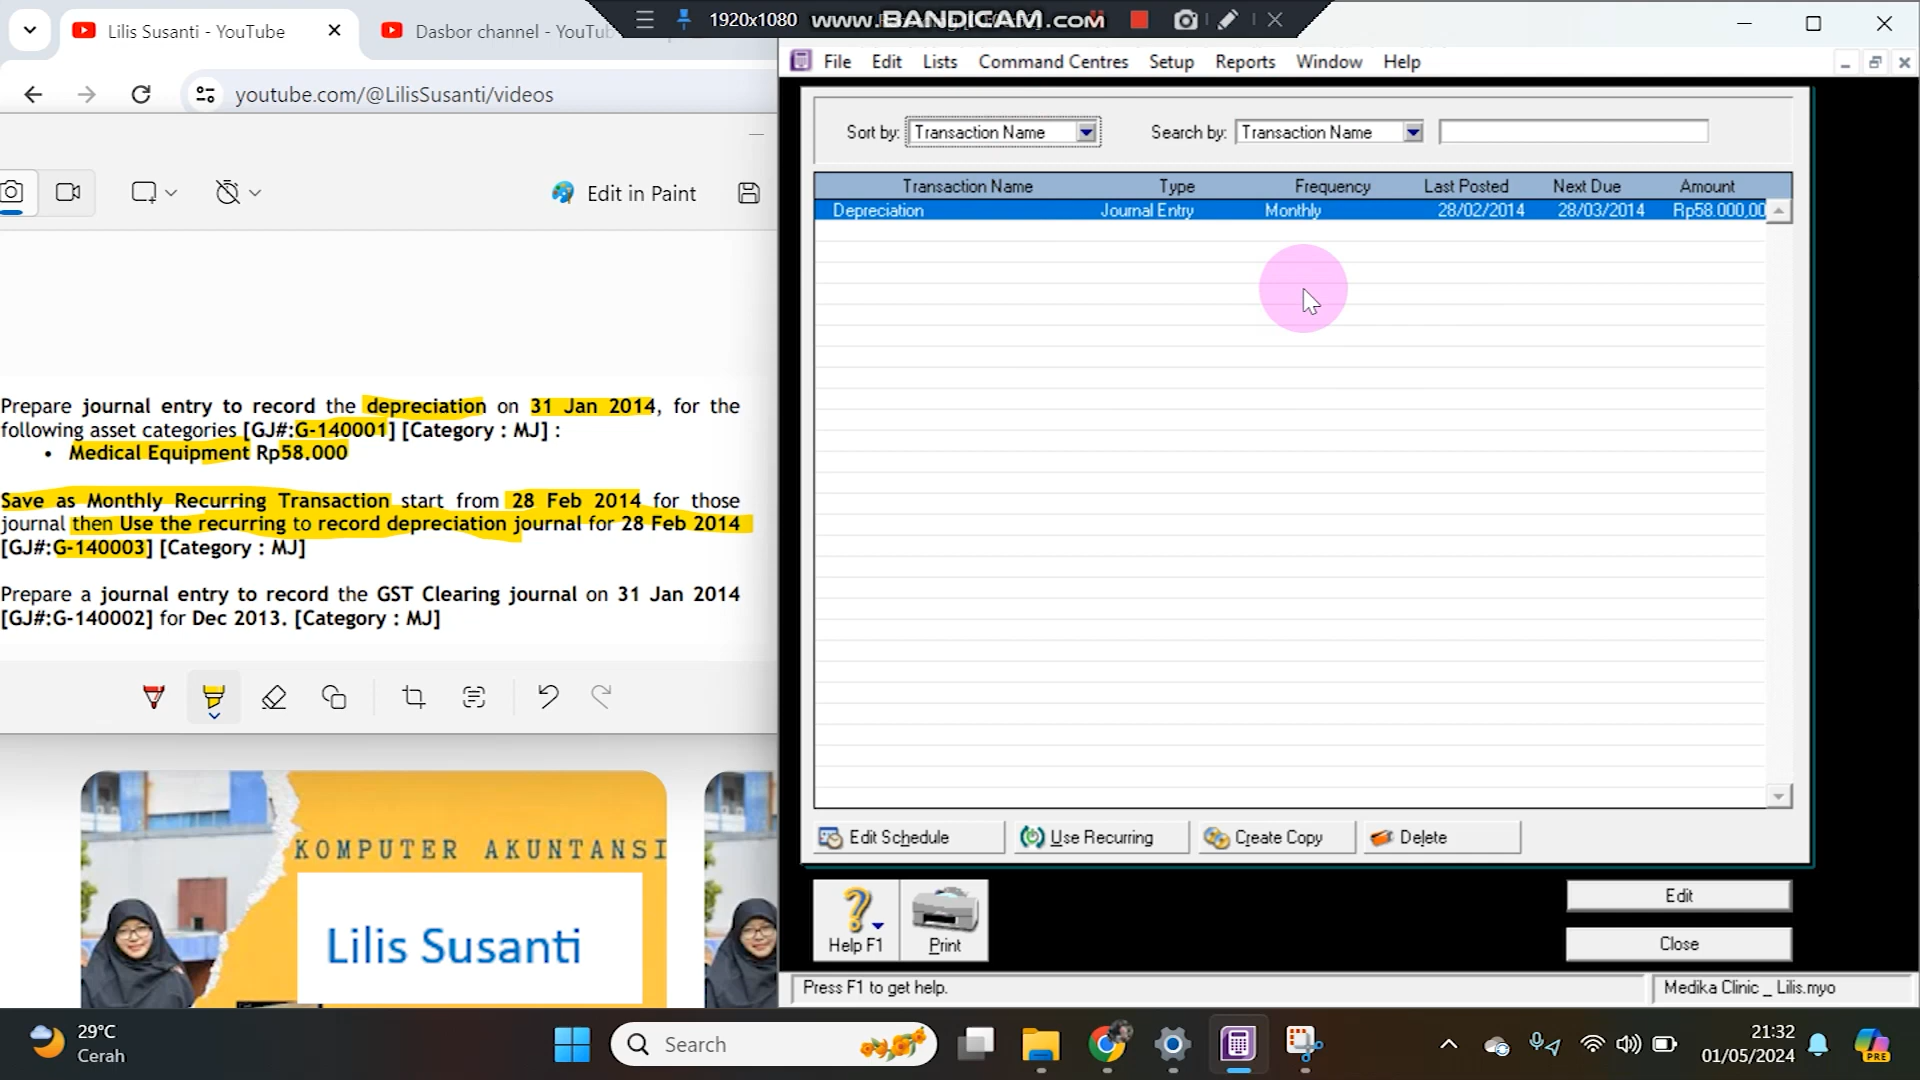 Lilis Susanti - YouTube
Dasbor channel - YouTu
1920x1080
www.BANDICAM.com
youtube.com/@LilisSusanti/videos
Edit in Paint
Prepare journal entry to record the depreciation on 31 Jan 2014, for the
following asset categories [GJ#:G-140001] [Category : MJ] :
• Medical Equipment Rp58.000
Save as Monthly Recurring Transaction start from 28 Feb 2014 for those
journal then Use the recurring to record depreciation journal for 28 Feb 2014
[GJ#:G-140003] [Category : MJ]
Prepare a journal entry to record the GST Clearing journal on 31 Jan 2014
[GJ#:G-140002] for Dec 2013. [Category : MJ]
KOMPUTER AKUNTANSI
Lilis Susanti
File Edit Lists Command Centres Setup Reports Window Help
Sort by: Transaction Name Search by: Transaction Name
Transaction Name Type Frequency Last Posted Next Due Amount
Depreciation Journal Entry Monthly 28/02/2014 28/03/2014 Rp58.000,00
Edit Schedule Use Recurring Create Copy Delete
Help F1 Print
Edit
Close
Press F1 to get help.
Medika Clinic _ Lilis.myo
29°C
Cerah
Search
21:32
01/05/2024
PRE